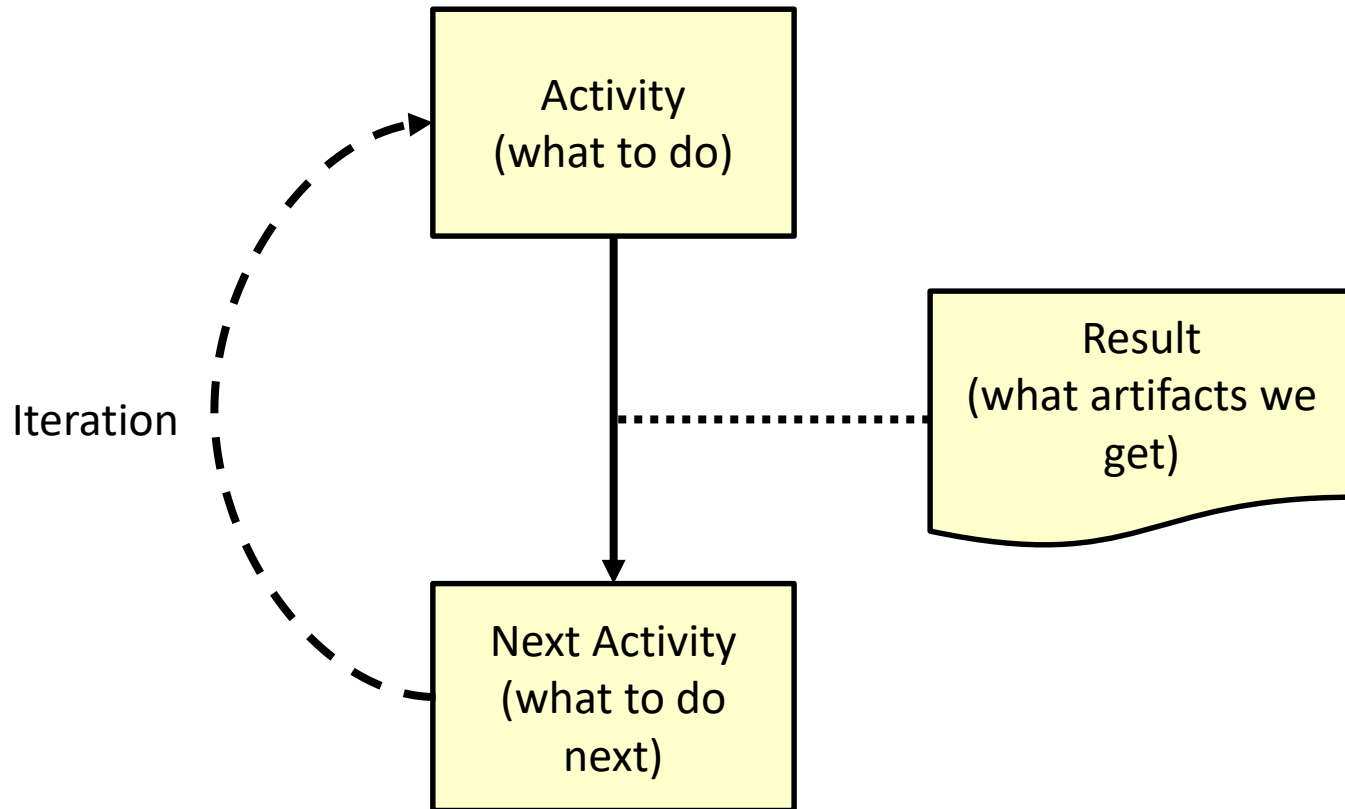 Activity
(what to do)
Result
(what artifacts we
get)
Iteration
Next Activity
(what to do
next)